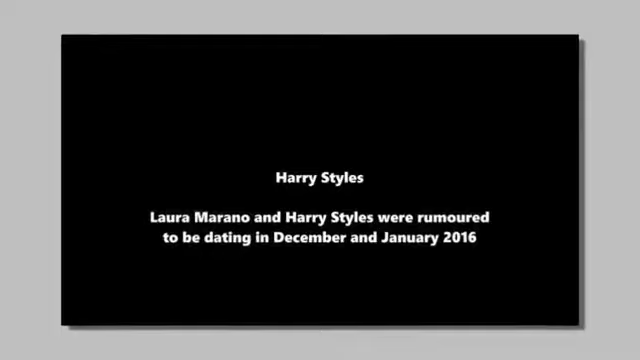 Harry Styles
Laura Marano and Harry Styles were rumoured
to be dating in December and January 2016